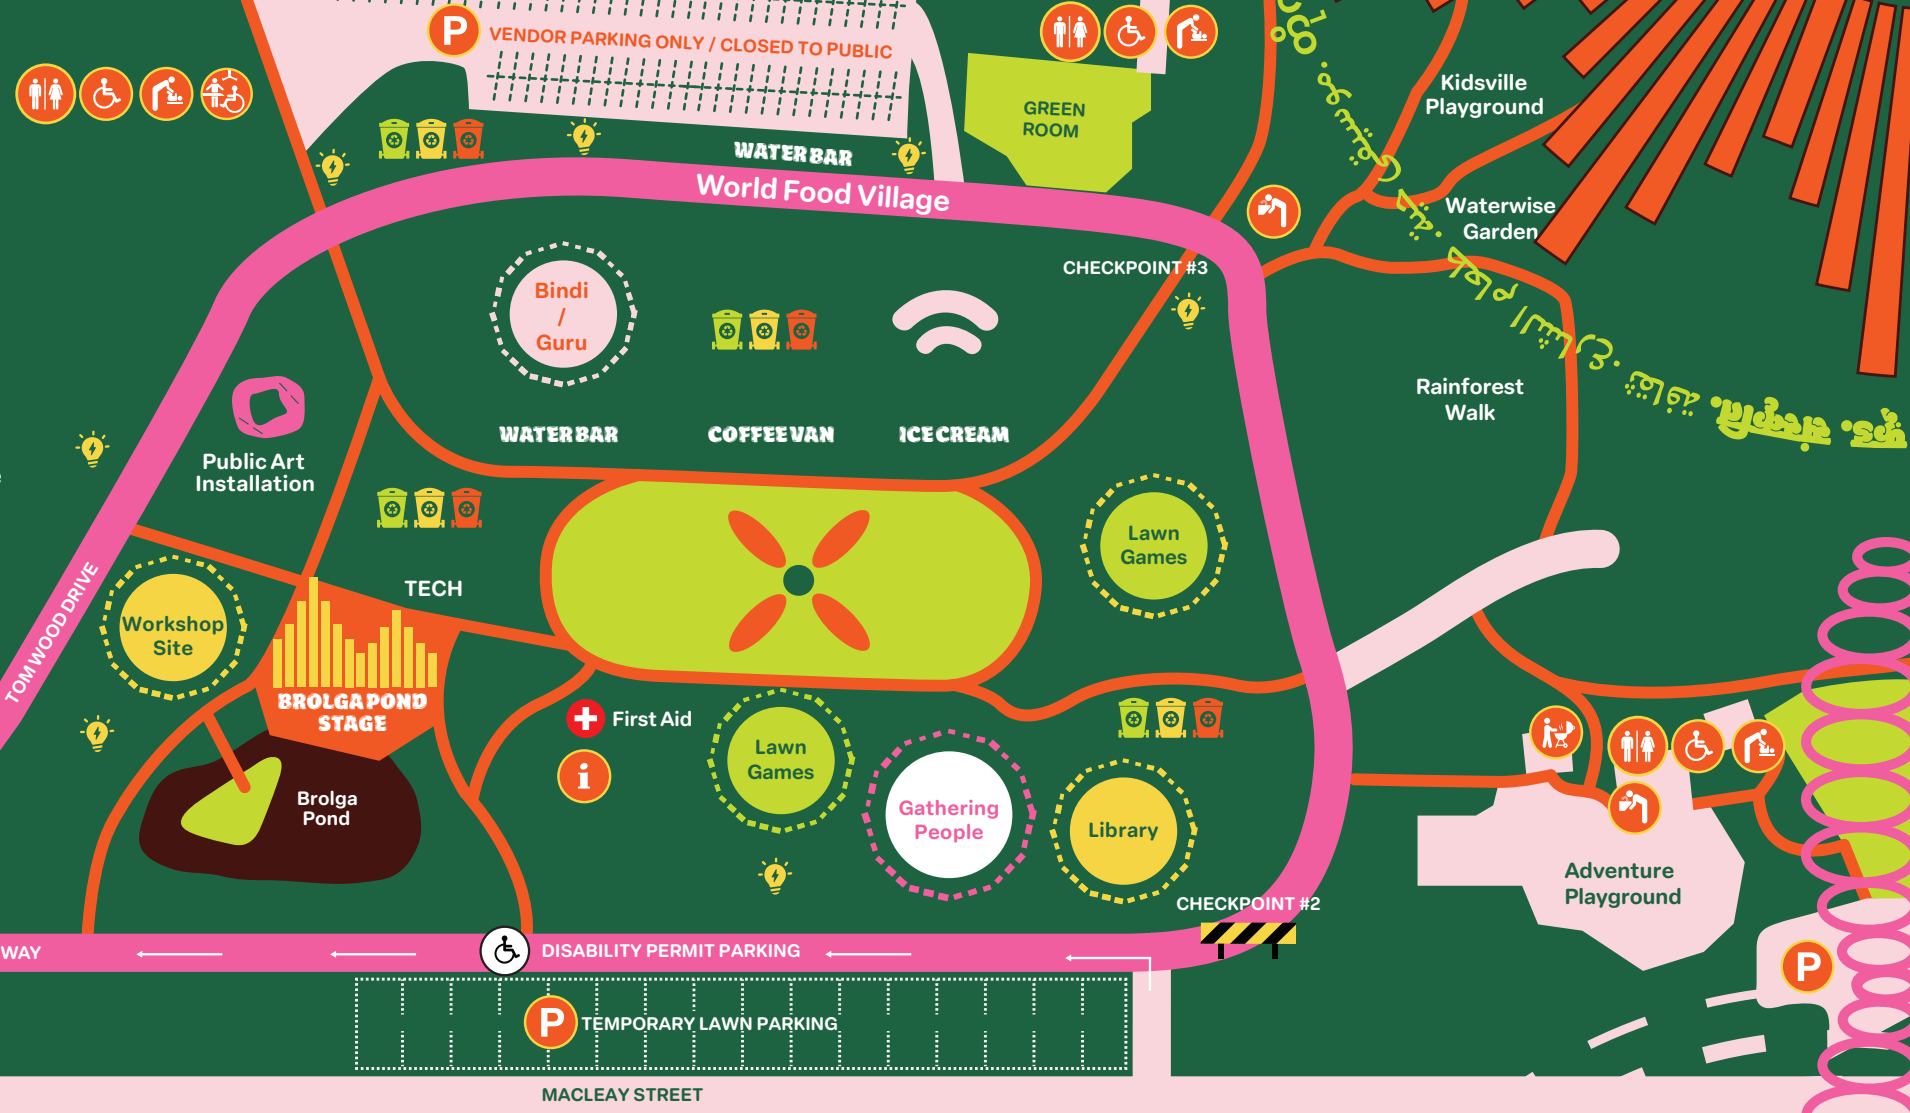 P
VENDOR PARKING ONLY / CLOSED TO PUBLIC
GREEN
ROOM
Kidsville
Playground
WATER BAR
World Food Village
Waterwise
Garden
CHECKPOINT #3
Bindi
/
Guru
Rainforest
Walk
WATER BAR
COFFEE VAN
ICE CREAM
Public Art
Installation
Lawn
Games
TECH
TOM WOOD DRIVE
Workshop
Site
BROLGA POND
STAGE
First Aid
i
Lawn
Games
Brolga
Pond
Gathering
People
Library
Adventure
Playground
CHECKPOINT #2
WAY
DISABILITY PERMIT PARKING
P
P
TEMPORARY LAWN PARKING
MACLEAY STREET